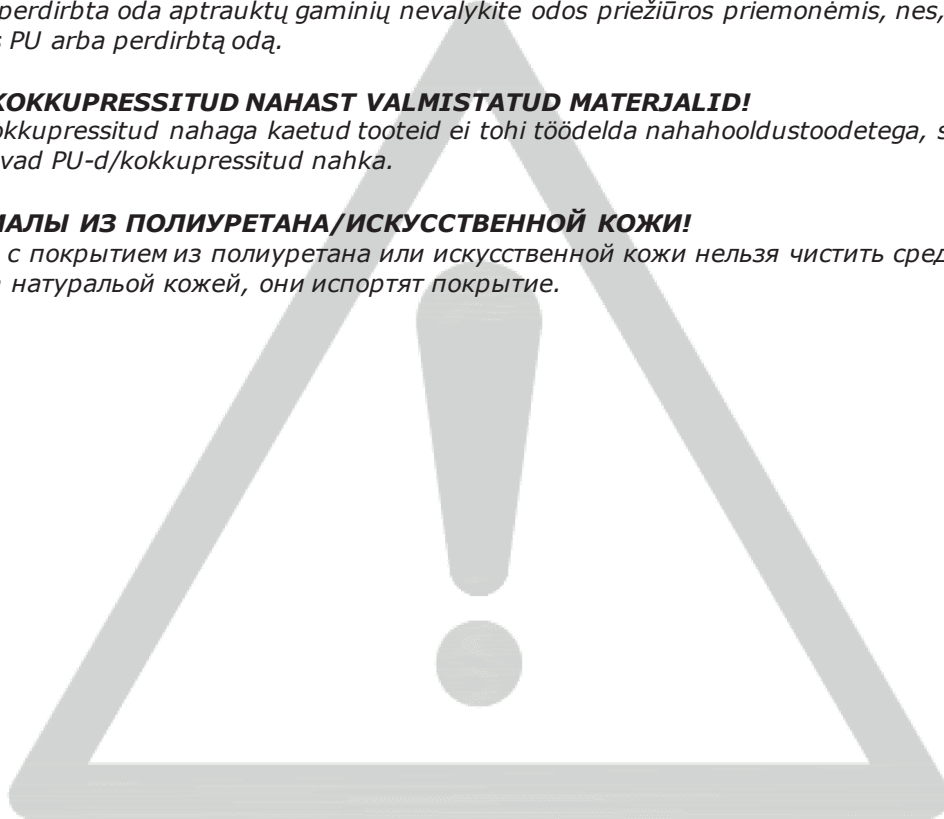 perdirbta oda aptrauktų gaminių nevalykite odos priežiūros priemonėmis, nes,
PU arba perdirbtą odą.
KOKKUPRESSITUD NAHAST VALMISTATUD MATERJALID!
okkupressitud nahaga kaetud tooteid ei tohi töödelda nahahooldustoodetega, s
vad PU-d/kokkupressitud nahka.
ИАЛЫ ИЗ ПОЛИУРЕТАНА/ИСКУССТВЕННОЙ КОЖИ!
с покрытием из полиуретана или искусственной кожи нельзя чистить сред
натуральой кожей, они испортят покрытие.